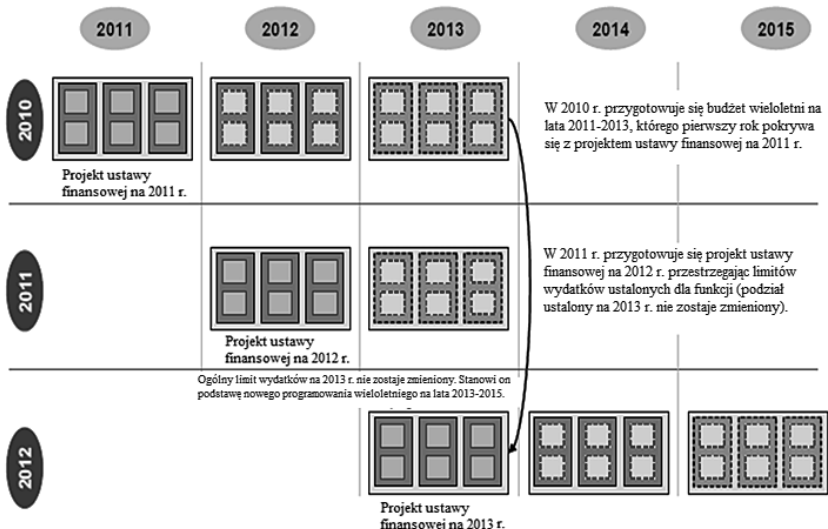 2011
2012
2013
2014
2015
2010
W 2010 r. przygotowuje się budżet wieloletni na
lata 2011-2013, którego pierwszy rok pokrywa
się z projektem ustawy finansowej na 2011 r.
Projekt ustawy
finansowej na 2011 r.
2011
W 2011 r. przygotowuje się projekt ustawy
finansowej na 2012 r. przestrzegając limitów
wydatków ustalonych dla funkcji (podział
ustalony na 2013 r. nie zostaje zmieniony).
Projekt ustawy
finansowej na 2012 r.
Ogólny limit wydatków na 2013 r. nie zostaje zmieniony. Stanowi on
podstawę nowego programowania wieloletniego na lata 2013-2015.
2012
Projekt ustawy
finansowej na 2013 r.